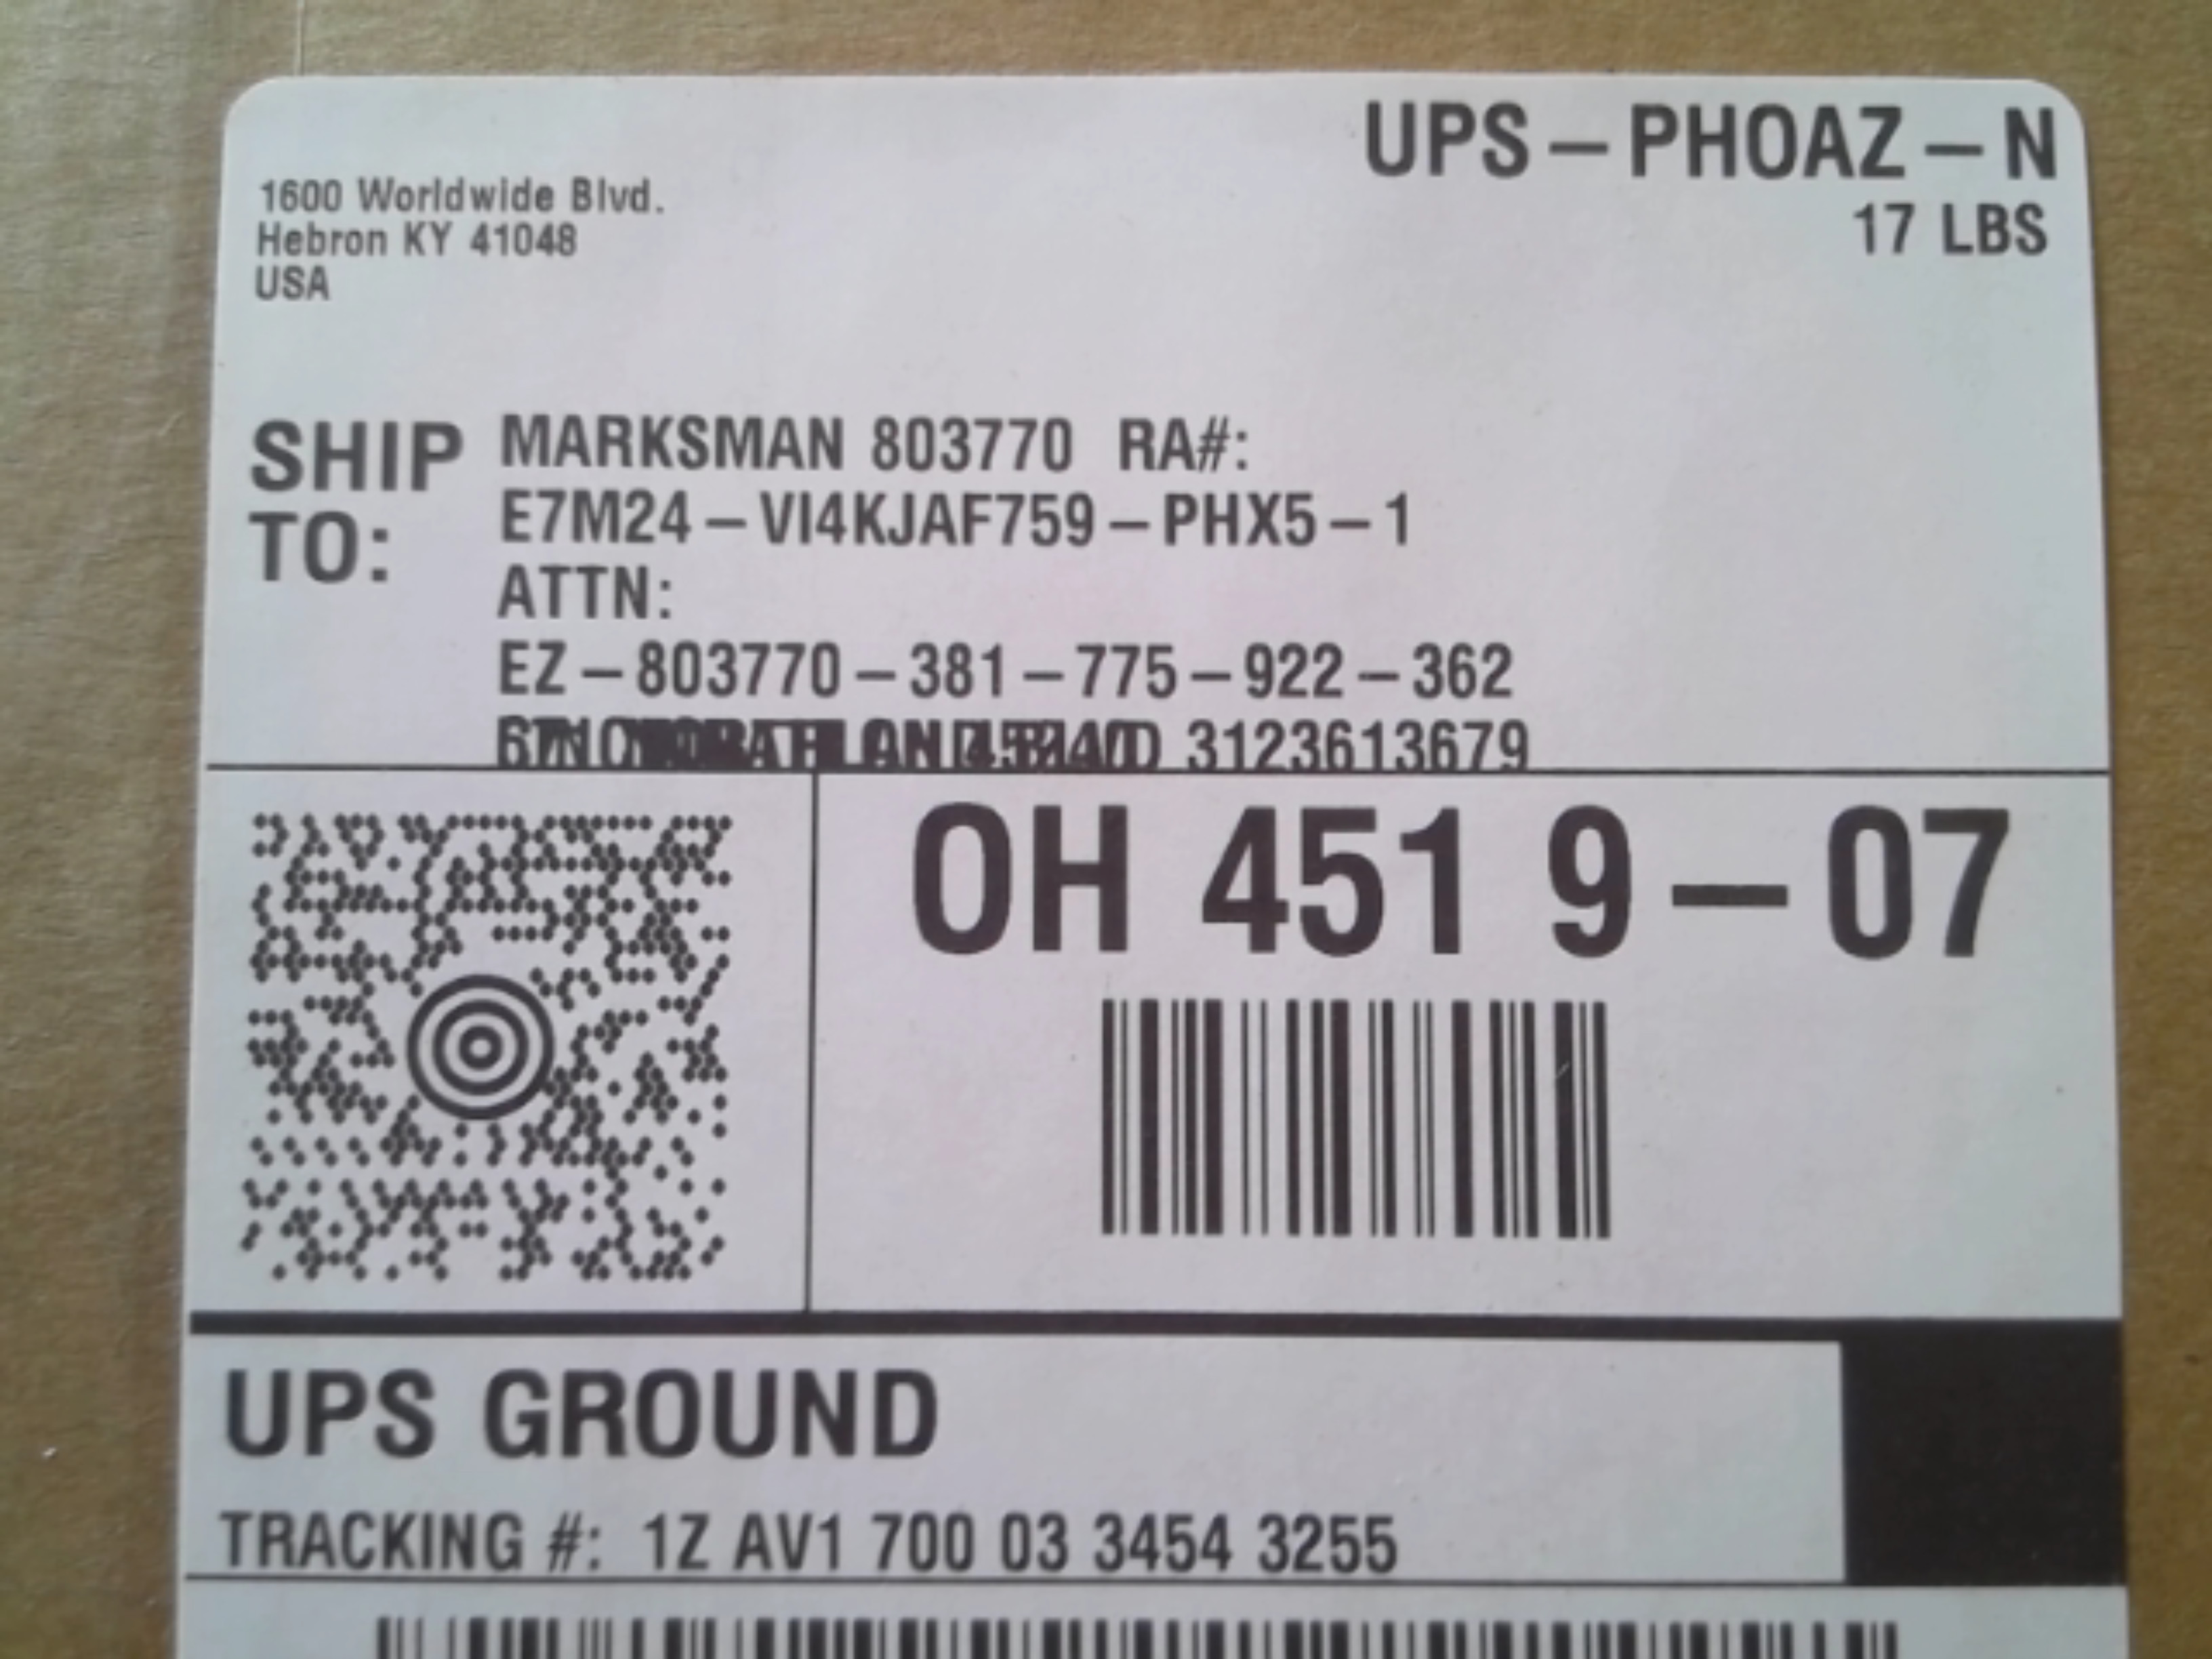 UPS – PHOAZ – N
17 LBS
1600 Worldwide Blvd.
Hebron KY 41048
USA
SHIP TO:
MARKSMAN 803770 RA#:
E7M24 – VI4KJAF759 – PHX5 – 1
ATTN:
EZ – 803770 – 381 – 775 – 922 – 362
3123613679
OH 451 9 – 07
UPS GROUND
TRACKING #: 1Z AV1 700 03 3454 3255